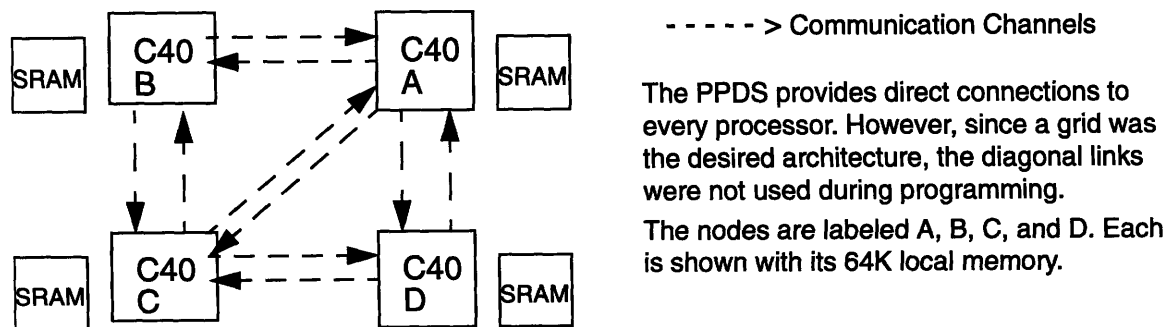 C40
B
C40
A
SRAM
SRAM
C40
C
C40
D
SRAM
SRAM
- - - - - > Communication Channels
The PPDS provides direct connections to
every processor. However, since a grid was
the desired architecture, the diagonal links
were not used during programming.
The nodes are labeled A, B, C, and D. Each
is shown with its 64K local memory.